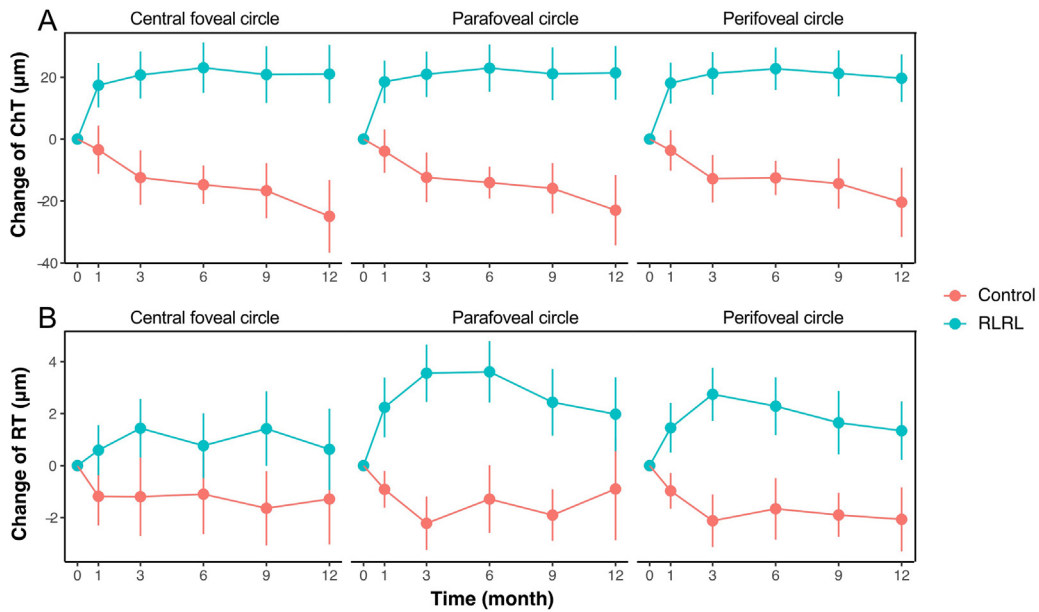 A
Central foveal circle Parafoveal circle Perifoveal circle
Change of ChT (μm)
20
0
-20
-40
0 1 3 6 9 12 0 1 3 6 9 12 0 1 3 6 9 12
B
Central foveal circle Parafoveal circle Perifoveal circle
Change of RT (μm)
4
2
0
-2
0 1 3 6 9 12 0 1 3 6 9 12 0 1 3 6 9 12
Time (month)
Control
RLRL